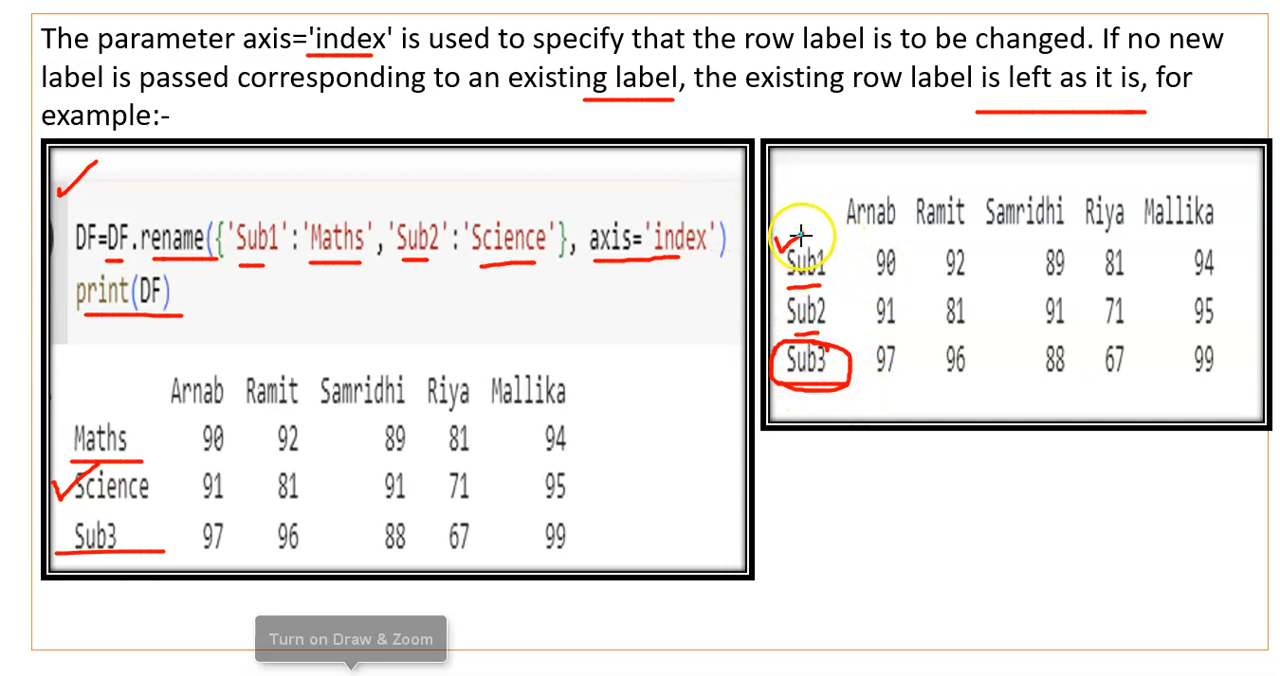 The parameter axis='index' is used to specify that the row label is to be changed. If no new
label is passed corresponding to an existing label, the existing row label is left as it is, for
example:-
DF=DF.rename({'Sub1':'Maths','Sub2':'Science'}, axis='index')
print(DF)
Arnab Ramit Samridhi Riya Mallika
Maths 90 92 89 81 94
Science 91 81 91 71 95
Sub3 97 96 88 67 99
Arnab Ramit Samridhi Riya Mallika
Sub1 90 92 89 81 94
Sub2 91 81 91 71 95
Sub3 97 96 88 67 99
Turn on Draw & Zoom